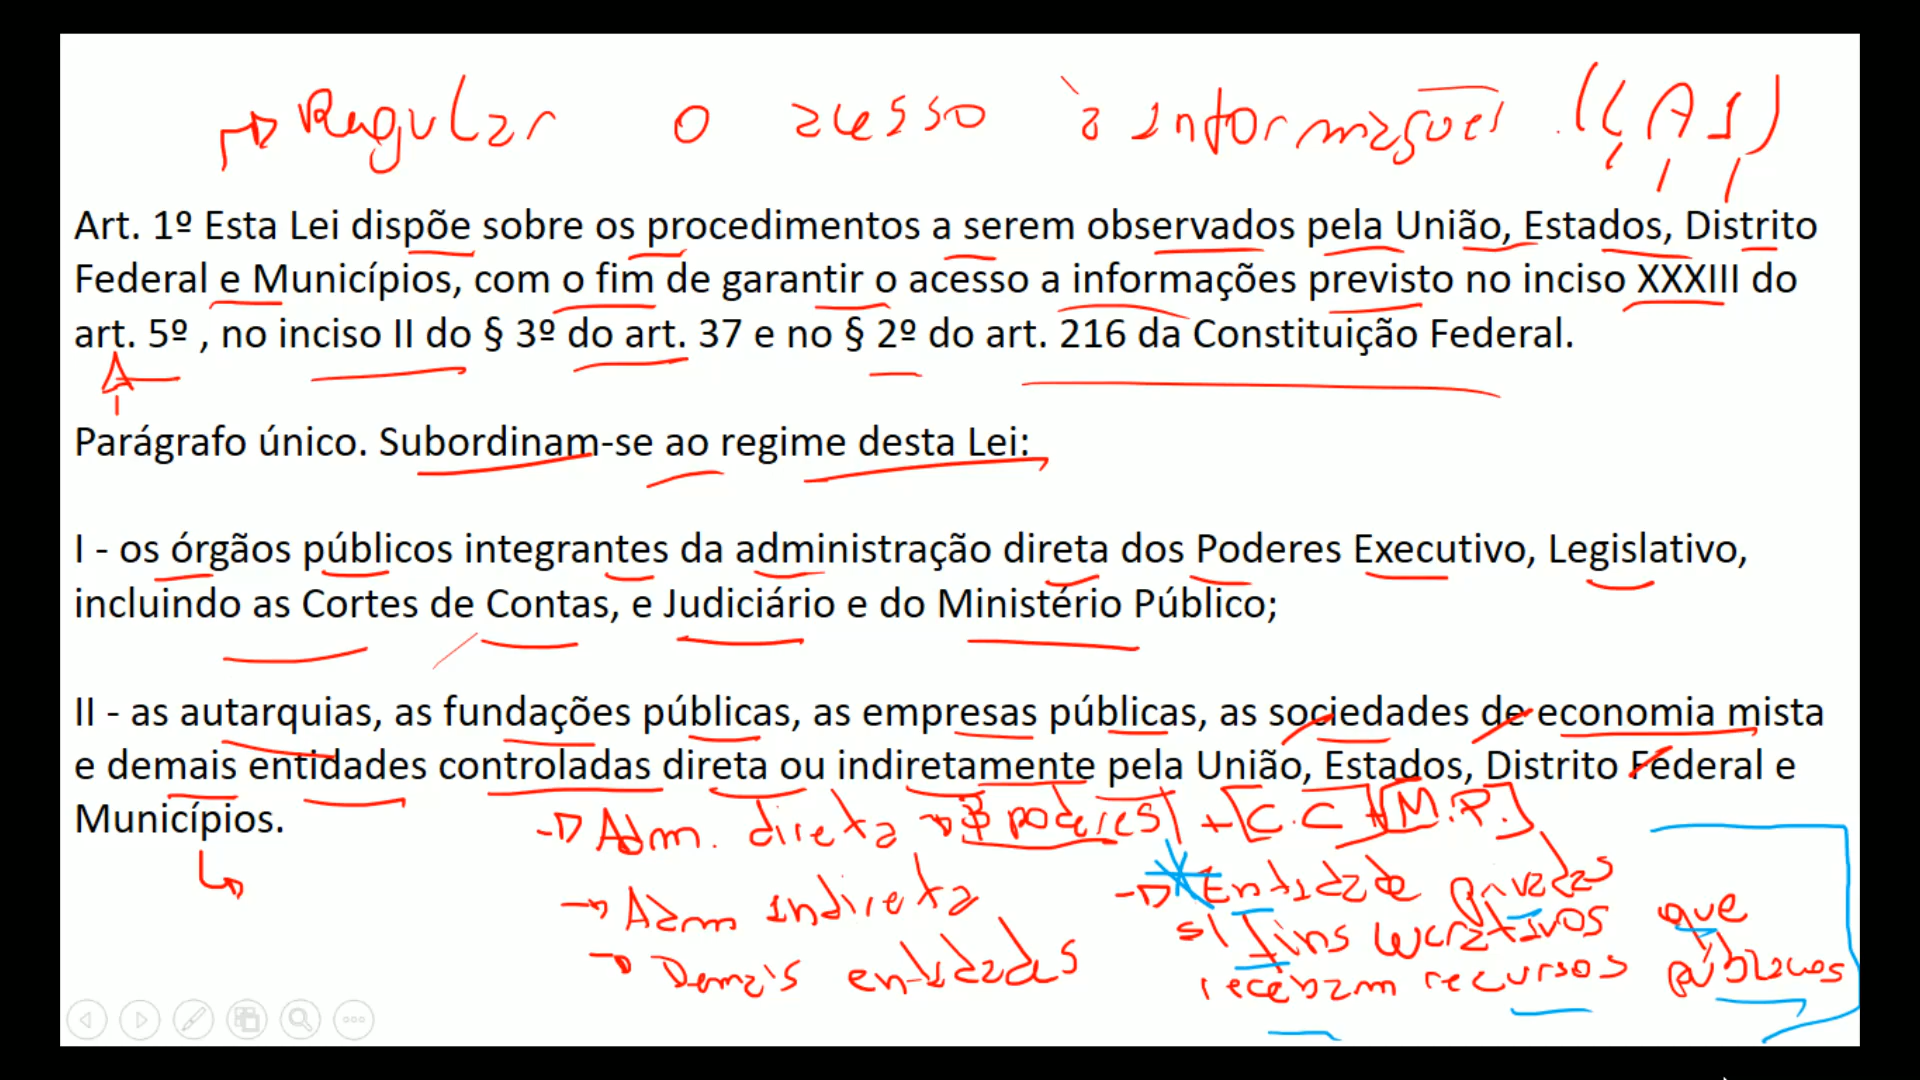 Regular o acesso à informações. (LAI)
Art. 1º Esta Lei dispõe sobre os procedimentos a serem observados pela União, Estados, Distrito
Federal e Municípios, com o fim de garantir o acesso a informações previsto no inciso XXXIII do
art. 5º , no inciso II do § 3º do art. 37 e no § 2º do art. 216 da Constituição Federal.
Parágrafo único. Subordinam-se ao regime desta Lei:
I - os órgãos públicos integrantes da administração direta dos Poderes Executivo, Legislativo,
incluindo as Cortes de Contas, e Judiciário e do Ministério Público;
II - as autarquias, as fundações públicas, as empresas públicas, as sociedades de economia mista
e demais entidades controladas direta ou indiretamente pela União, Estados, Distrito Federal e
Municípios.
Adm. direta → 3 poderes + C.C + M.P.
→ Adm indireta
→ Demais entidades
→ Entidade privadas
s/ fins lucrativos que
recebam recursos públicos